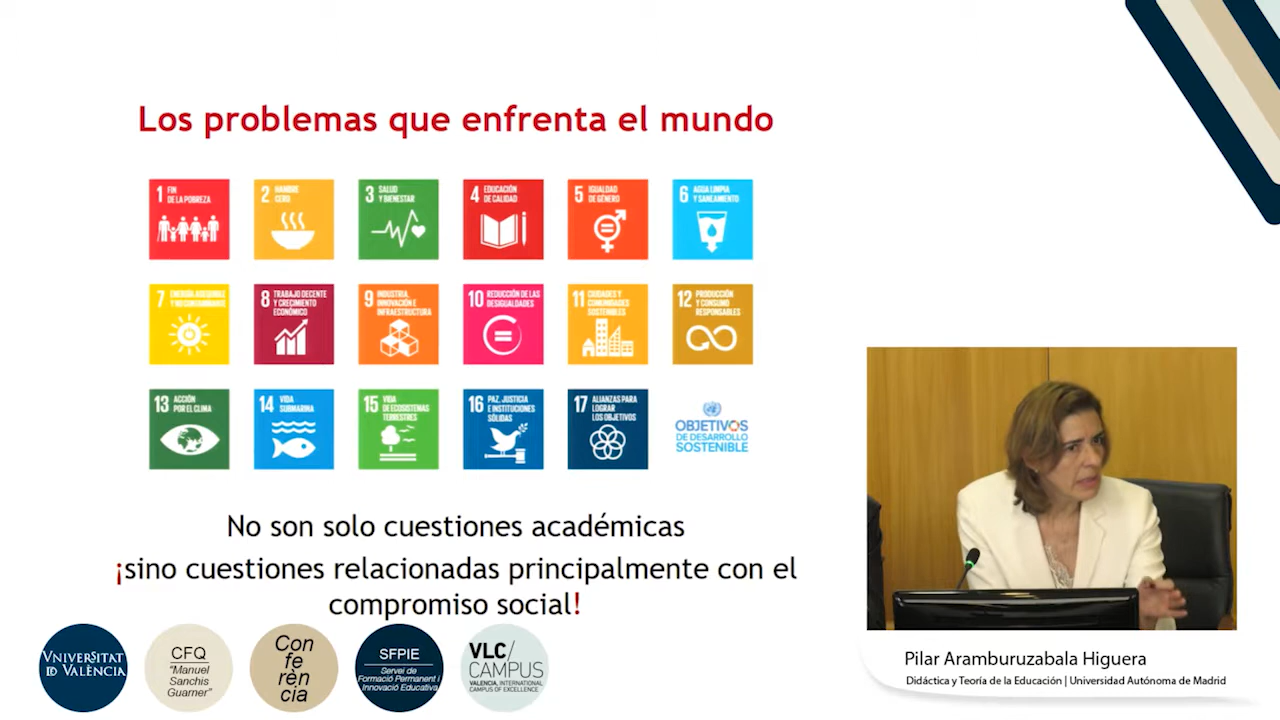 Los problemas que enfrenta el mundo
1 FIN
DE LA POBREZA
2 HAMBRE
CERO
3 SALUD
Y BIENESTAR
4 EDUCACIÓN
DE CALIDAD
5 IGUALDAD
DE GÉNERO
6 AGUA LIMPIA
Y SANEAMIENTO
7 ENERGÍA ASEQUIBLE
Y NO CONTAMINANTE
8 TRABAJO DECENTE
Y CRECIMIENTO
ECONÓMICO
9 INDUSTRIA,
INNOVACIÓN E
INFRAESTRUCTURA
10 REDUCCIÓN DE LAS
DESIGUALDADES
11 CIUDADES Y
COMUNIDADES
SOSTENIBLES
12 PRODUCCIÓN
Y CONSUMO
RESPONSABLES
13 ACCIÓN
POR EL CLIMA
14 VIDA
SUBMARINA
15 VIDA
DE ECOSISTEMAS
TERRESTRES
16 PAZ, JUSTICIA
E INSTITUCIONES
SÓLIDAS
17 ALIANZAS PARA
LOGRAR
LOS OBJETIVOS
OBJETIVOS
DE DESARROLLO
SOSTENIBLE
No son solo cuestiones académicas
¡sino cuestiones relacionadas principalmente con el
compromiso social!
VNIVERSITAT
DE VALÈNCIA
CFQ
"Manuel
Sanchis
Guarner"
Con
fe
rèn
cia
SFPIE
Servei de
Formació Permanent i
Innovació Educativa
VLC/
CAMPUS
VALENCIA, INTERNATIONAL
CAMPUS OF EXCELLENCE
Pilar Aramburuzabala Higuera
Didáctica y Teoría de la Educación | Universidad Autónoma de Madrid